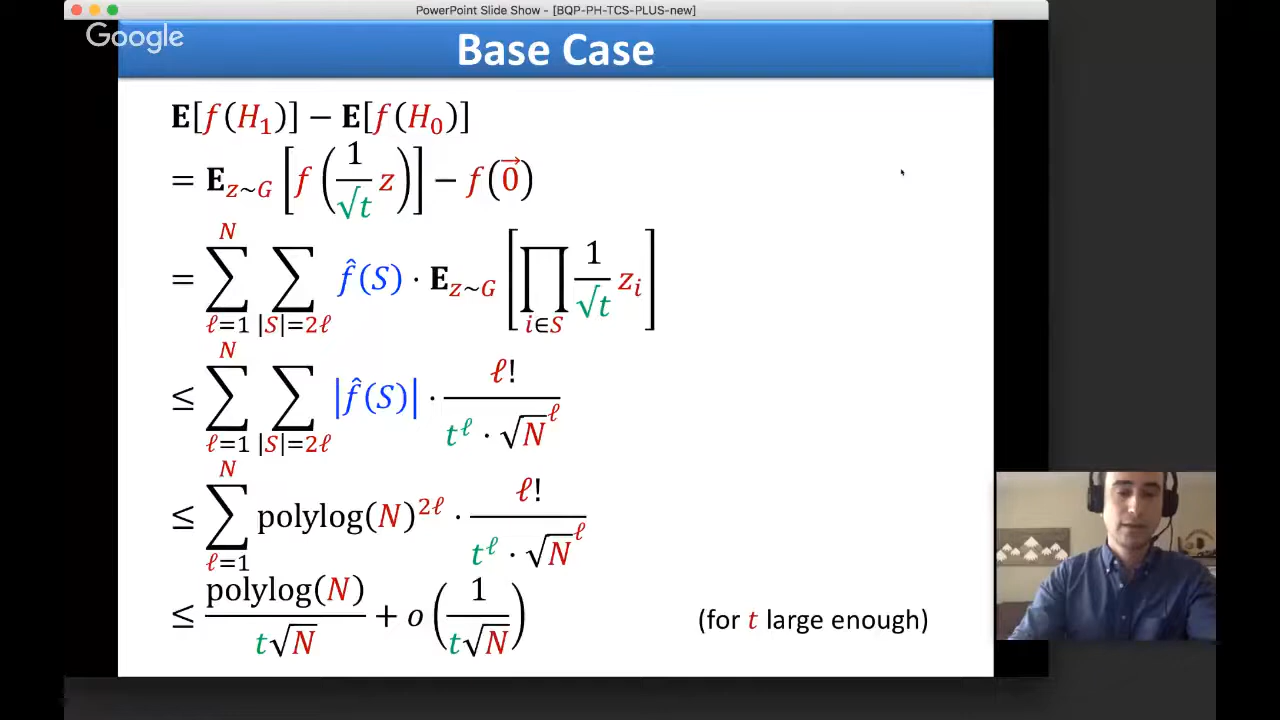 PowerPoint Slide Show - [BQP-PH-TCS-PLUS-new]
Google
Base Case
𝐄[f(H₁)] − 𝐄[f(H₀)]
= 𝐄_{z~G} [f(1/√t z)] − f(0⃗)
= ∑_{ℓ=1}^{N} ∑_{|S|=2ℓ} f̂(S) · 𝐄_{z~G} [∏_{i∈S} 1/√t z_i]
≤ ∑_{ℓ=1}^{N} ∑_{|S|=2ℓ} |f̂(S)| · ℓ!/(t^ℓ · √N^ℓ)
≤ ∑_{ℓ=1}^{N} polylog(N)^{2ℓ} · ℓ!/(t^ℓ · √N^ℓ)
≤ polylog(N)/(t√N) + o(1/(t√N)) (for t large enough)